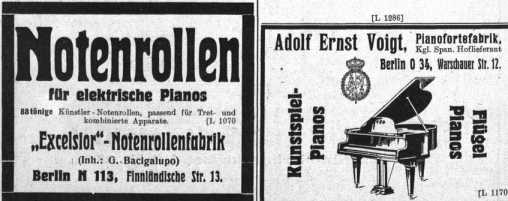 Notenrollen
für elektrische Pianos
88tönige Künstler-Notenrollen, passend für Tret- und
kombinierte Apparate. [L 1070
„Excelsior“-Notenrollenfabrik
(Inh.: G. Bacigalupo)
Berlin N 113, Finnländische Str. 13.
[L 1286]
Adolf Ernst Voigt, Pianofortefabrik,
Kgl. Span. Hoflieferant
Berlin O 34, Warschauer Str. 12.
Kunstspiel-
Pianos
Flügel
Pianos
[L 1170